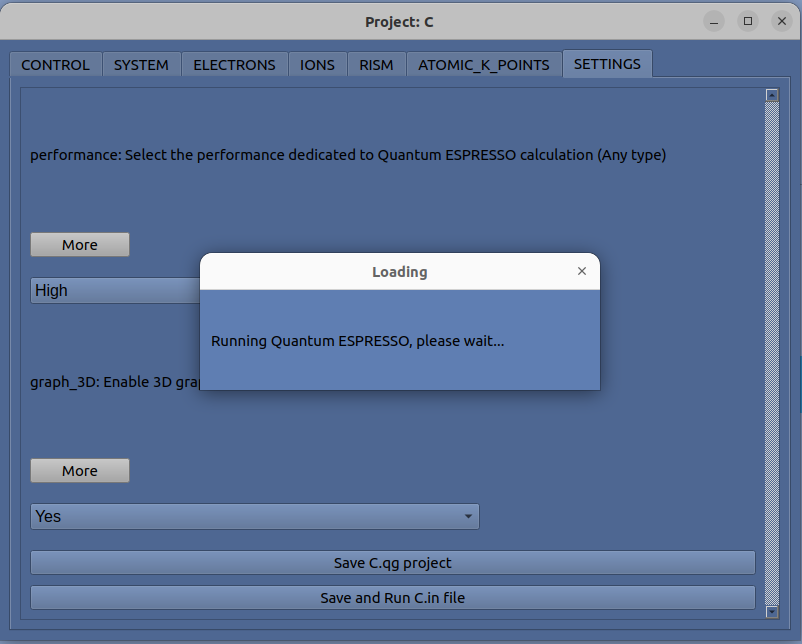 Project: C
CONTROL SYSTEM ELECTRONS IONS RISM ATOMIC_K_POINTS SETTINGS
performance: Select the performance dedicated to Quantum ESPRESSO calculation (Any type)
More
High
Loading
Running Quantum ESPRESSO, please wait...
graph_3D: Enable 3D
More
Yes
Save C.qg project
Save and Run C.in file